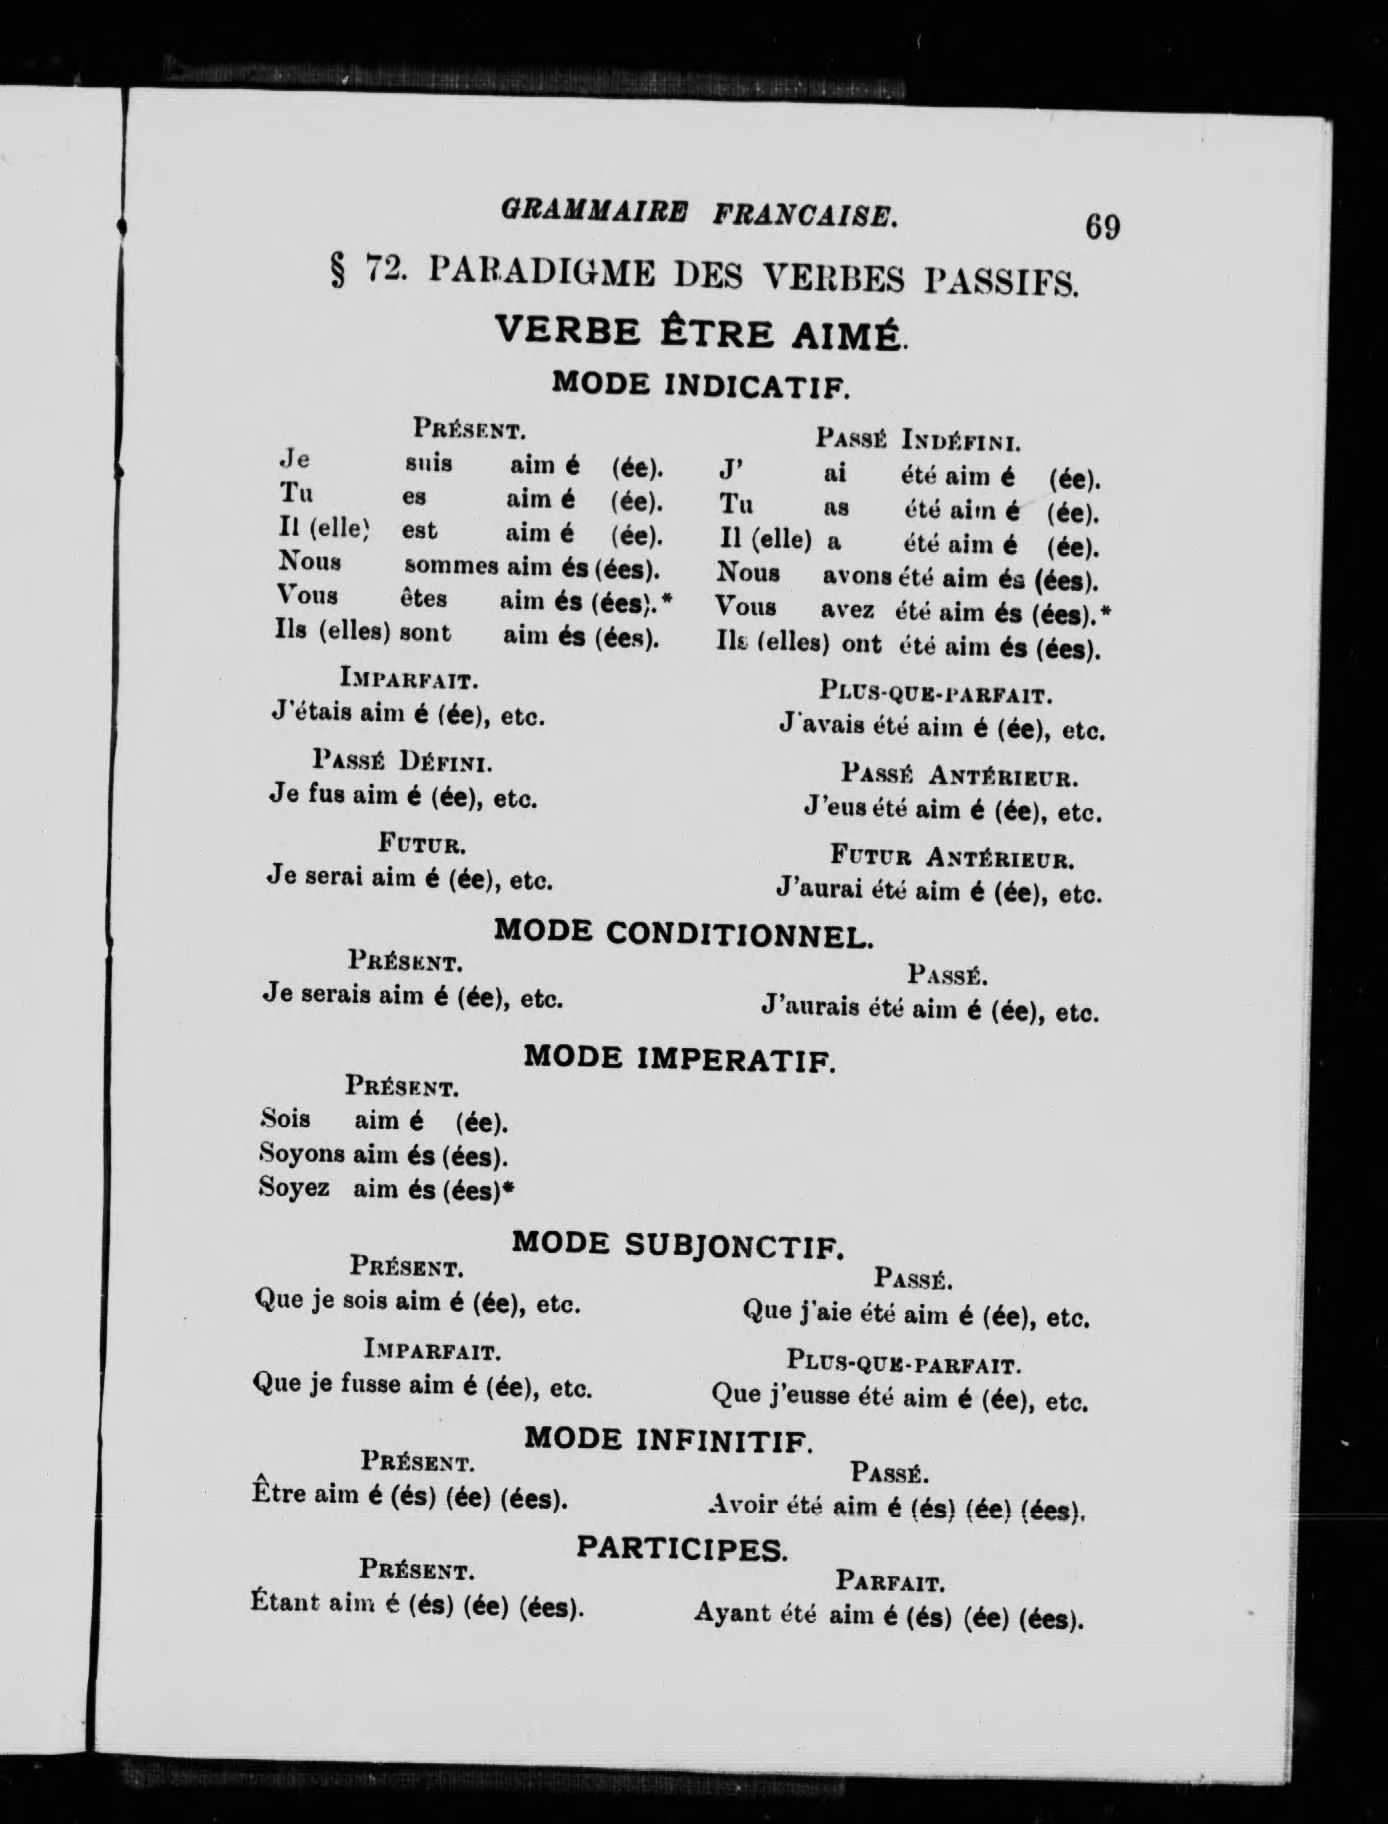 GRAMMAIRE FRANCAISE.
69
§ 72. PARADIGME DES VERBES PASSIFS.
VERBE ÊTRE AIMÉ.
MODE INDICATIF.
PRÉSENT.
Je suis aim é (ée).
Tu es aim é (ée).
Il (elle) est aim é (ée).
Nous sommes aim és (ées).
Vous êtes aim és (ées).*
Ils (elles) sont aim és (ées).
PASSÉ INDÉFINI.
J' ai été aim é (ée).
Tu as été aim é (ée).
Il (elle) a été aim é (ée).
Nous avons été aim és (ées).
Vous avez été aim és (ées).*
Ils (elles) ont été aim és (ées).
IMPARFAIT.
J'étais aim é (ée), etc.
PLUS-QUE-PARFAIT.
J'avais été aim é (ée), etc.
PASSÉ DÉFINI.
Je fus aim é (ée), etc.
PASSÉ ANTÉRIEUR.
J'eus été aim é (ée), etc.
FUTUR.
Je serai aim é (ée), etc.
FUTUR ANTÉRIEUR.
J'aurai été aim é (ée), etc.
MODE CONDITIONNEL.
PRÉSENT.
Je serais aim é (ée), etc.
PASSÉ.
J'aurais été aim é (ée), etc.
MODE IMPERATIF.
PRÉSENT.
Sois aim é (ée).
Soyons aim és (ées).
Soyez aim és (ées)*
MODE SUBJONCTIF.
PRÉSENT.
Que je sois aim é (ée), etc.
PASSÉ.
Que j'aie été aim é (ée), etc.
IMPARFAIT.
Que je fusse aim é (ée), etc.
PLUS-QUE-PARFAIT.
Que j'eusse été aim é (ée), etc.
MODE INFINITIF.
PRÉSENT.
Être aim é (és) (ée) (ées).
PASSÉ.
Avoir été aim é (és) (ée) (ées).
PARTICIPES.
PRÉSENT.
Étant aim é (és) (ée) (ées).
PARFAIT.
Ayant été aim é (és) (ée) (ées).